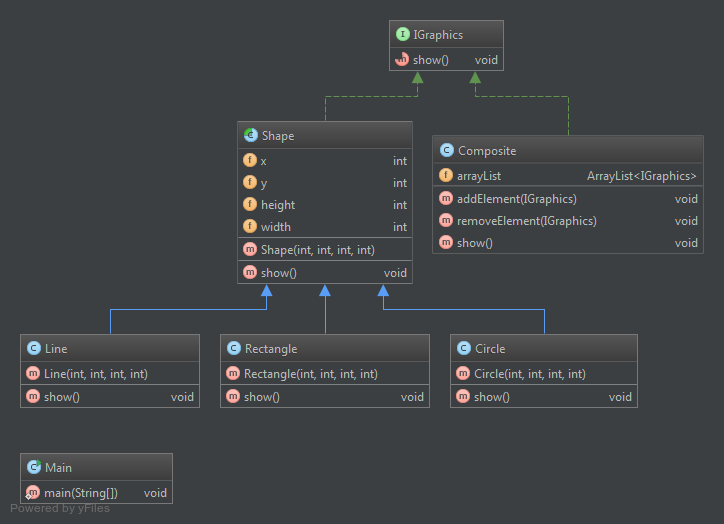 IGraphics
show() void
Shape
x int
y int
height int
width int
Shape(int, int, int, int)
show() void
Composite
arrayList ArrayList<IGraphics>
addElement(IGraphics) void
removeElement(IGraphics) void
show() void
Line
Line(int, int, int, int)
show() void
Rectangle
Rectangle(int, int, int, int)
show() void
Circle
Circle(int, int, int, int)
show() void
Main
main(String[]) void
Powered by yFiles